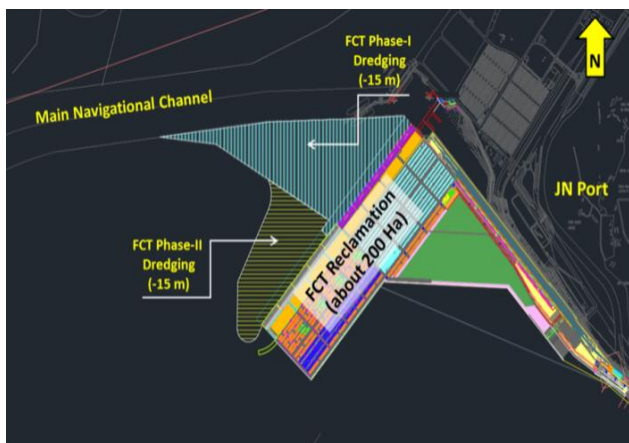 FCT Phase-I
Dredging
(-15 m)
N
Main Navigational Channel
JN Port
FCT Reclamation
(about 200 Ha)
FCT Phase-II
Dredging
(-15 m)